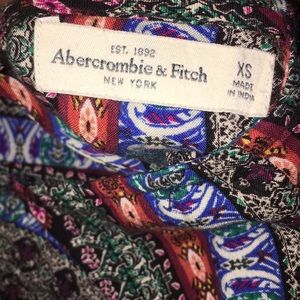 EST. 1892
Abercrombie & Fitch
NEW YORK
XS
MADE
IN INDIA